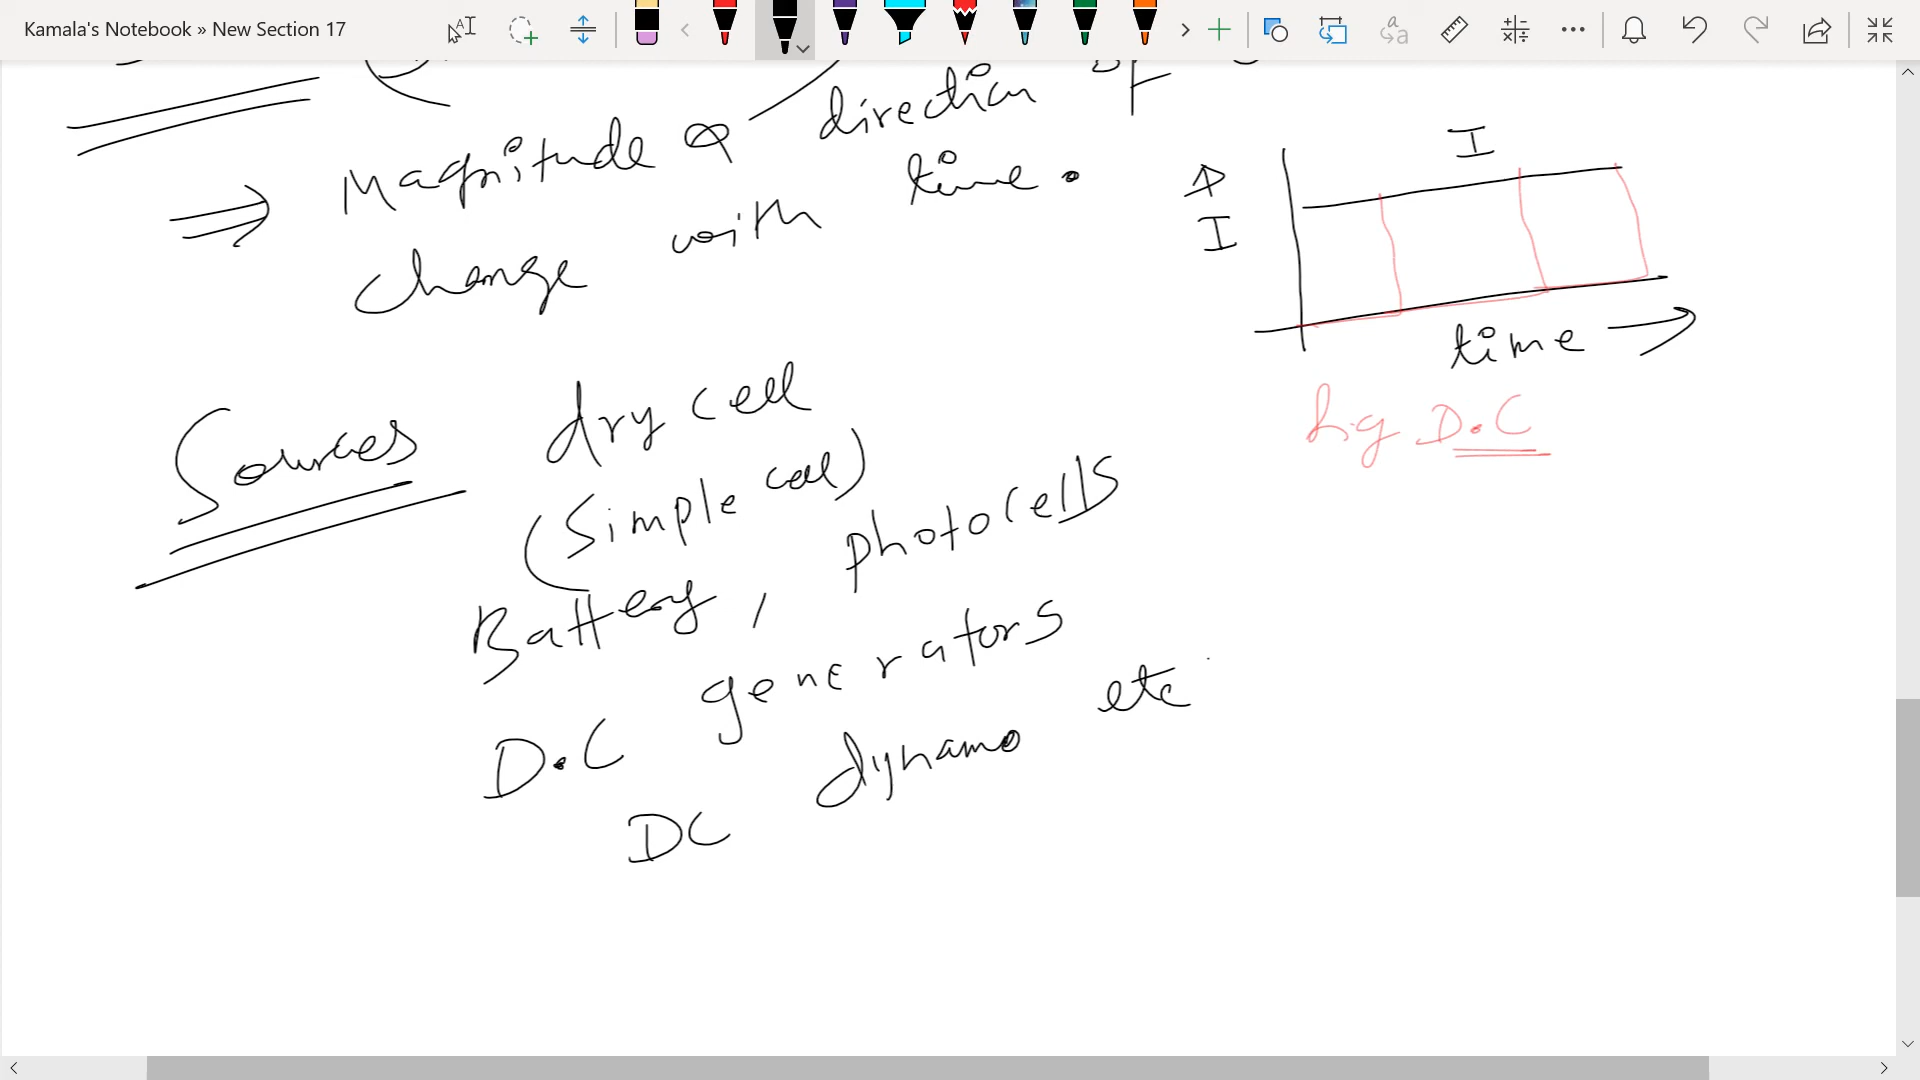 Kamala's Notebook » New Section 17
Magnitude & direction of
change with time.
I
I
time →
fig D.C
Sources dry cell
(Simple cell)
Battery, photocells
D.C generators
DC dynamo etc